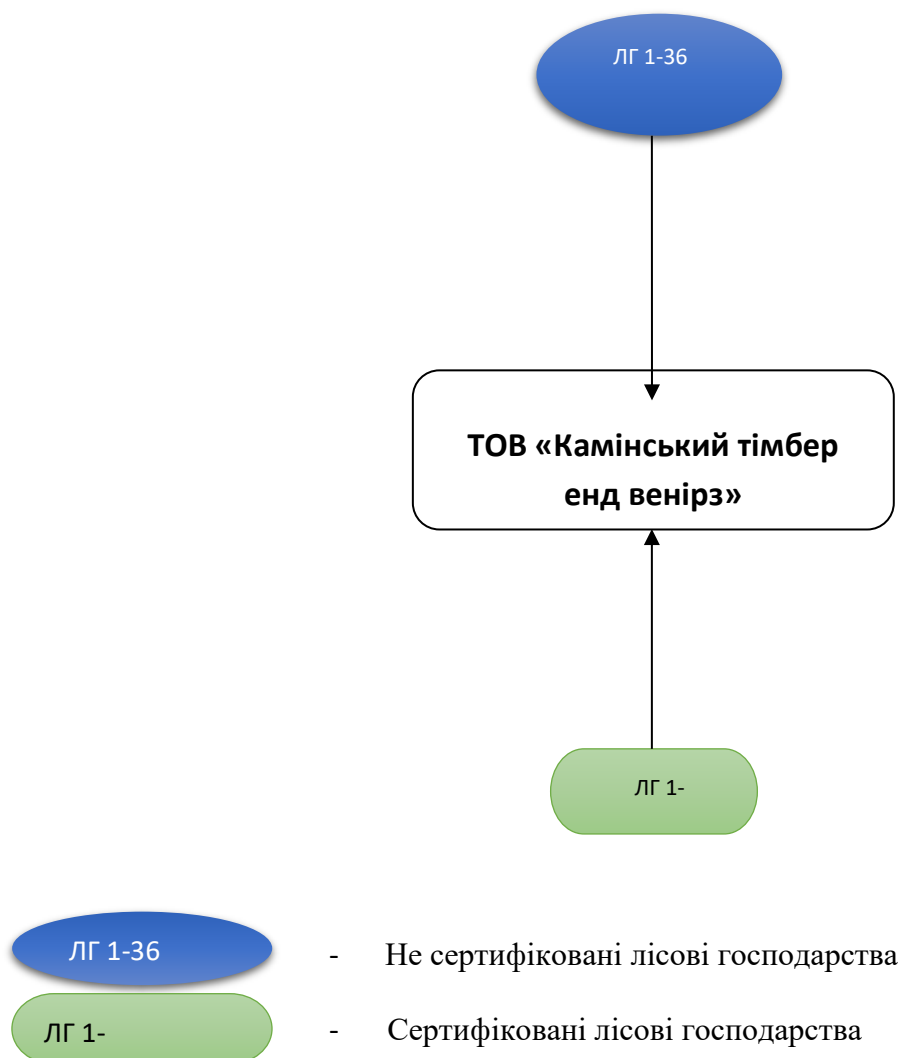 ЛГ 1-36
ТОВ «Камінський тімбер
енд венірз»
ЛГ 1-
ЛГ 1-36 - Не сертифіковані лісові господарства
ЛГ 1- - Сертифіковані лісові господарства